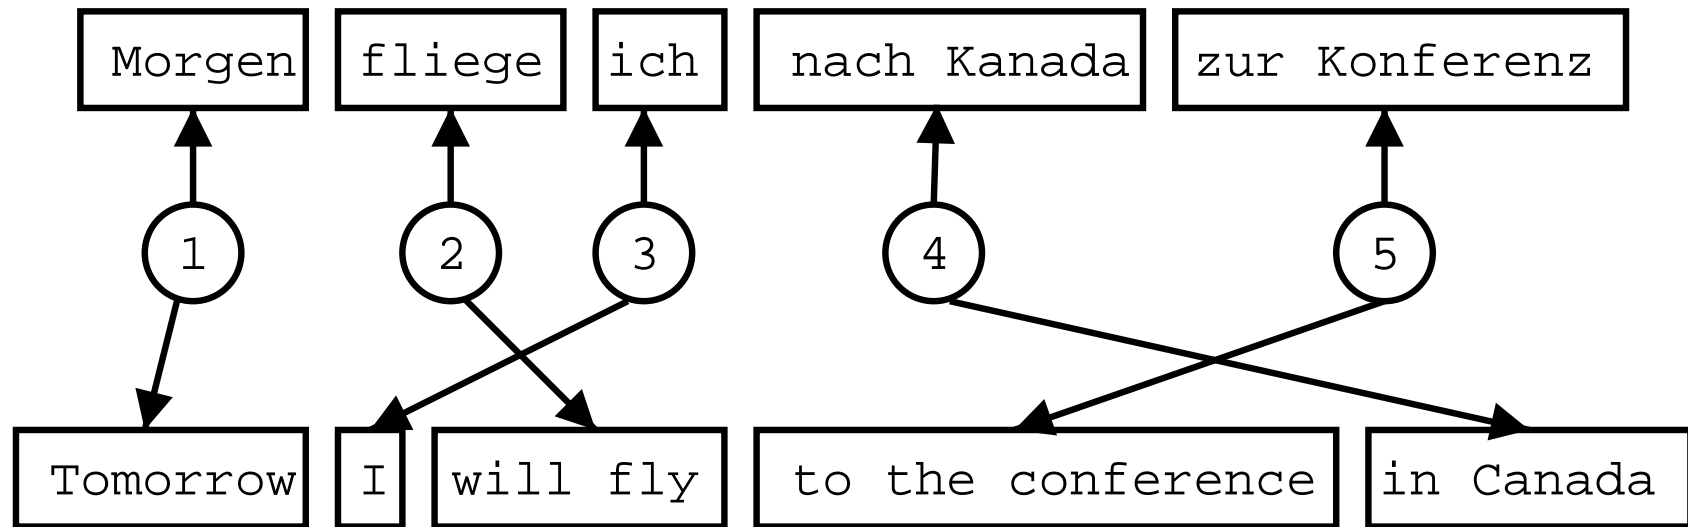 Morgen fliege ich nach Kanada zur Konferenz
1 2 3 4 5
Tomorrow I will fly to the conference in Canada